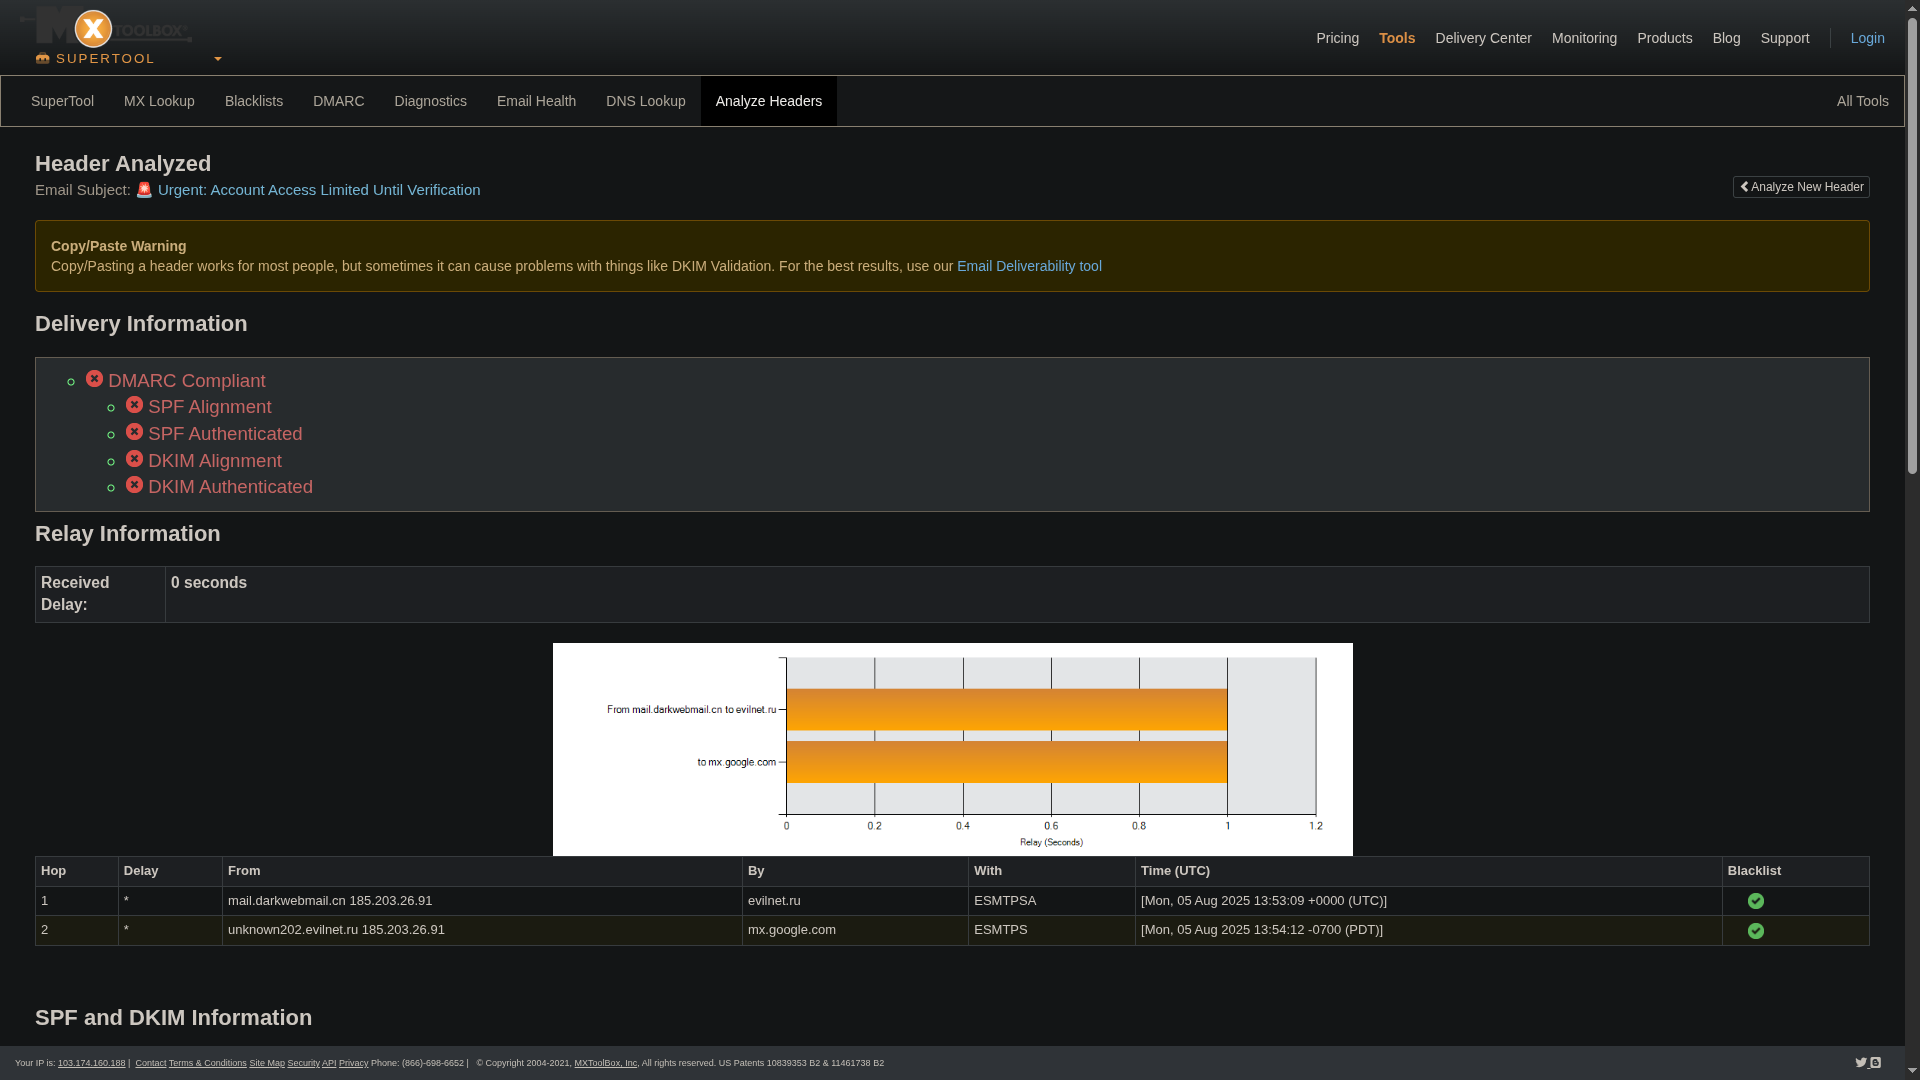 MX TOOLBOX®
SUPERTOOL
Pricing Tools Delivery Center Monitoring Products Blog Support Login
SuperTool MX Lookup Blacklists DMARC Diagnostics Email Health DNS Lookup Analyze Headers All Tools
Header Analyzed
Email Subject: 🚨 Urgent: Account Access Limited Until Verification
Analyze New Header
Copy/Paste Warning
Copy/Pasting a header works for most people, but sometimes it can cause problems with things like DKIM Validation. For the best results, use our Email Deliverability tool
Delivery Information
DMARC Compliant
SPF Alignment
SPF Authenticated
DKIM Alignment
DKIM Authenticated
Relay Information
Received Delay: 0 seconds
From mail.darkwebmail.cn to evilnet.ru
to mx.google.com
0 0.2 0.4 0.6 0.8 1 1.2
Relay (Seconds)
Hop Delay From By With Time (UTC) Blacklist
1 * mail.darkwebmail.cn 185.203.26.91 evilnet.ru ESMTPSA [Mon, 05 Aug 2025 13:53:09 +0000 (UTC)]
2 * unknown202.evilnet.ru 185.203.26.91 mx.google.com ESMTPS [Mon, 05 Aug 2025 13:54:12 -0700 (PDT)]
SPF and DKIM Information
Your IP is: 103.174.160.188 | Contact Terms & Conditions Site Map Security API Privacy Phone: (866)-698-6652 | © Copyright 2004-2021, MXToolBox, Inc, All rights reserved. US Patents 10839353 B2 & 11461738 B2